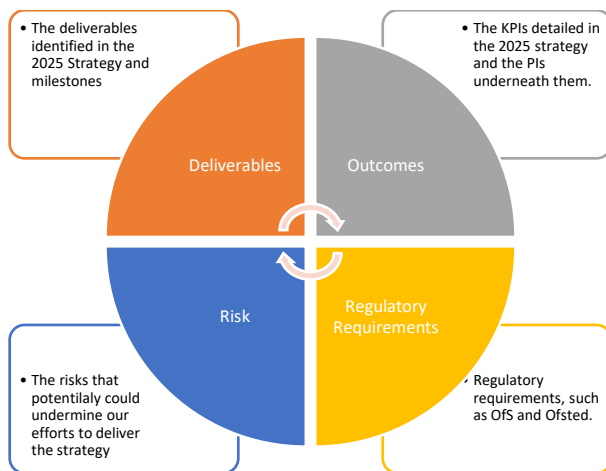 • The deliverables
identified in the
2025 Strategy and
milestones
• The KPIs detailed in
the 2025 strategy
and the PIs
underneath them.
Deliverables
Outcomes
Risk
Regulatory
Requirements
• The risks that
potentialy could
undermine our
efforts to deliver
the strategy
• Regulatory
requirements, such
as OfS and Ofsted.